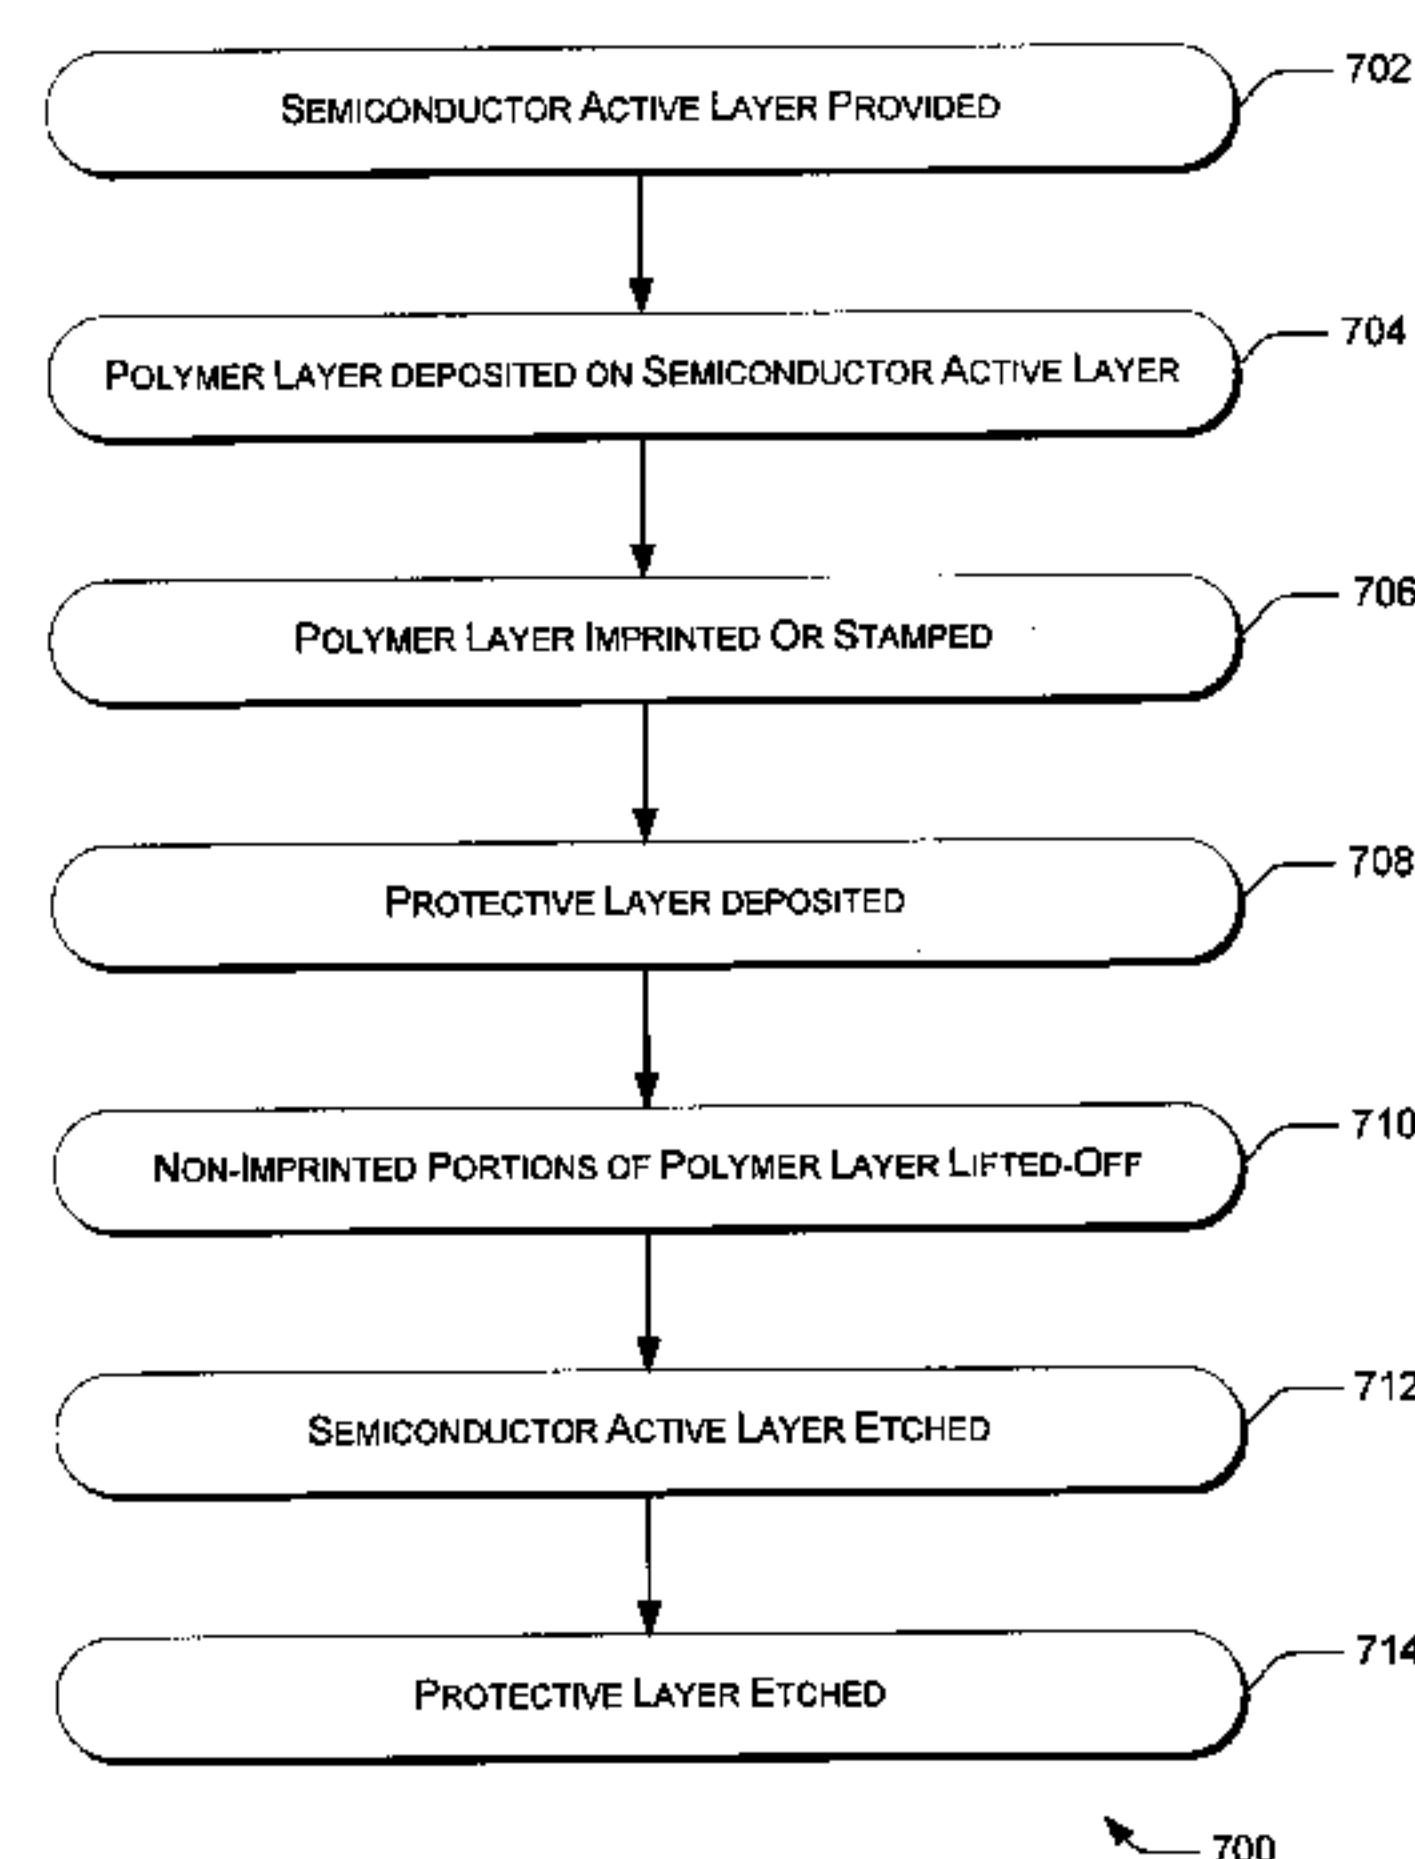 702
SEMICONDUCTOR ACTIVE LAYER PROVIDED
704
POLYMER LAYER DEPOSITED ON SEMICONDUCTOR ACTIVE LAYER
706
POLYMER LAYER IMPRINTED OR STAMPED
708
PROTECTIVE LAYER DEPOSITED
710
NON-IMPRINTED PORTIONS OF POLYMER LAYER LIFTED-OFF
712
SEMICONDUCTOR ACTIVE LAYER ETCHED
714
PROTECTIVE LAYER ETCHED
700